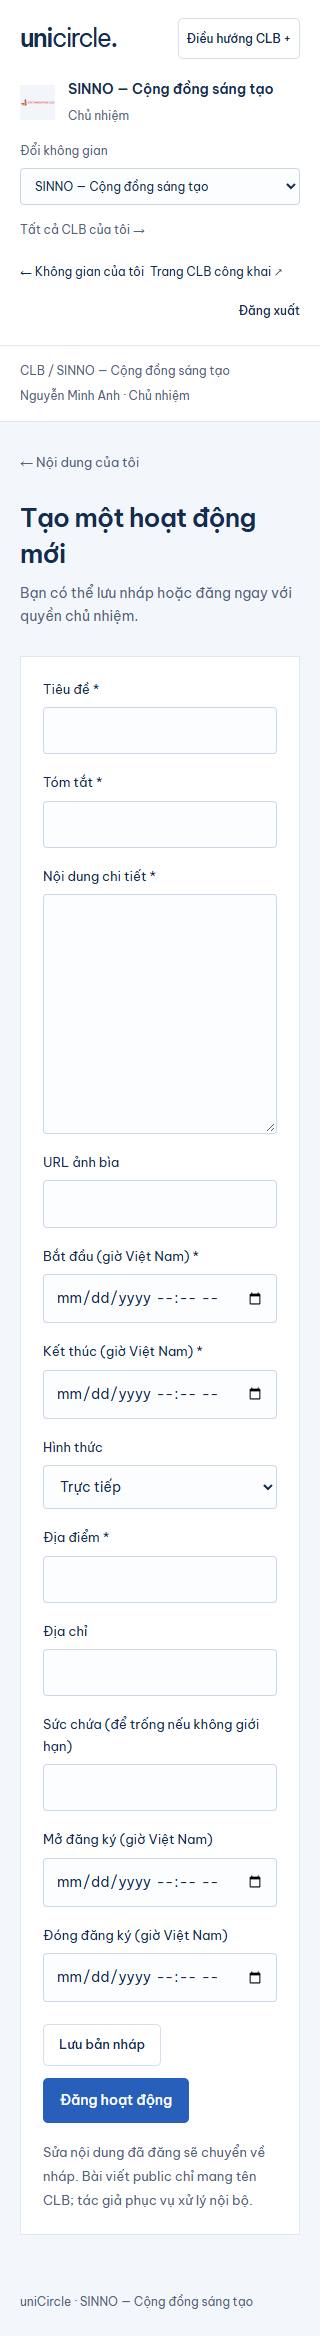 unicircle.
Điều hướng CLB +
SINNO — Cộng đồng sáng tạo
Chủ nhiệm
Đổi không gian
SINNO — Cộng đồng sáng tạo
Tất cả CLB của tôi →
← Không gian của tôi Trang CLB công khai ↗
Đăng xuất
CLB / SINNO — Cộng đồng sáng tạo
Nguyễn Minh Anh · Chủ nhiệm
← Nội dung của tôi
Tạo một hoạt động
mới
Bạn có thể lưu nháp hoặc đăng ngay với
quyền chủ nhiệm.
Tiêu đề *
Tóm tắt *
Nội dung chi tiết *
URL ảnh bìa
Bắt đầu (giờ Việt Nam) *
mm/dd/yyyy --:-- --
Kết thúc (giờ Việt Nam) *
mm/dd/yyyy --:-- --
Hình thức
Trực tiếp
Địa điểm *
Địa chỉ
Sức chứa (để trống nếu không giới
hạn)
Mở đăng ký (giờ Việt Nam)
mm/dd/yyyy --:-- --
Đóng đăng ký (giờ Việt Nam)
mm/dd/yyyy --:-- --
Lưu bản nháp
Đăng hoạt động
Sửa nội dung đã đăng sẽ chuyển về
nháp. Bài viết public chỉ mang tên
CLB; tác giả phục vụ xử lý nội bộ.
uniCircle · SINNO — Cộng đồng sáng tạo